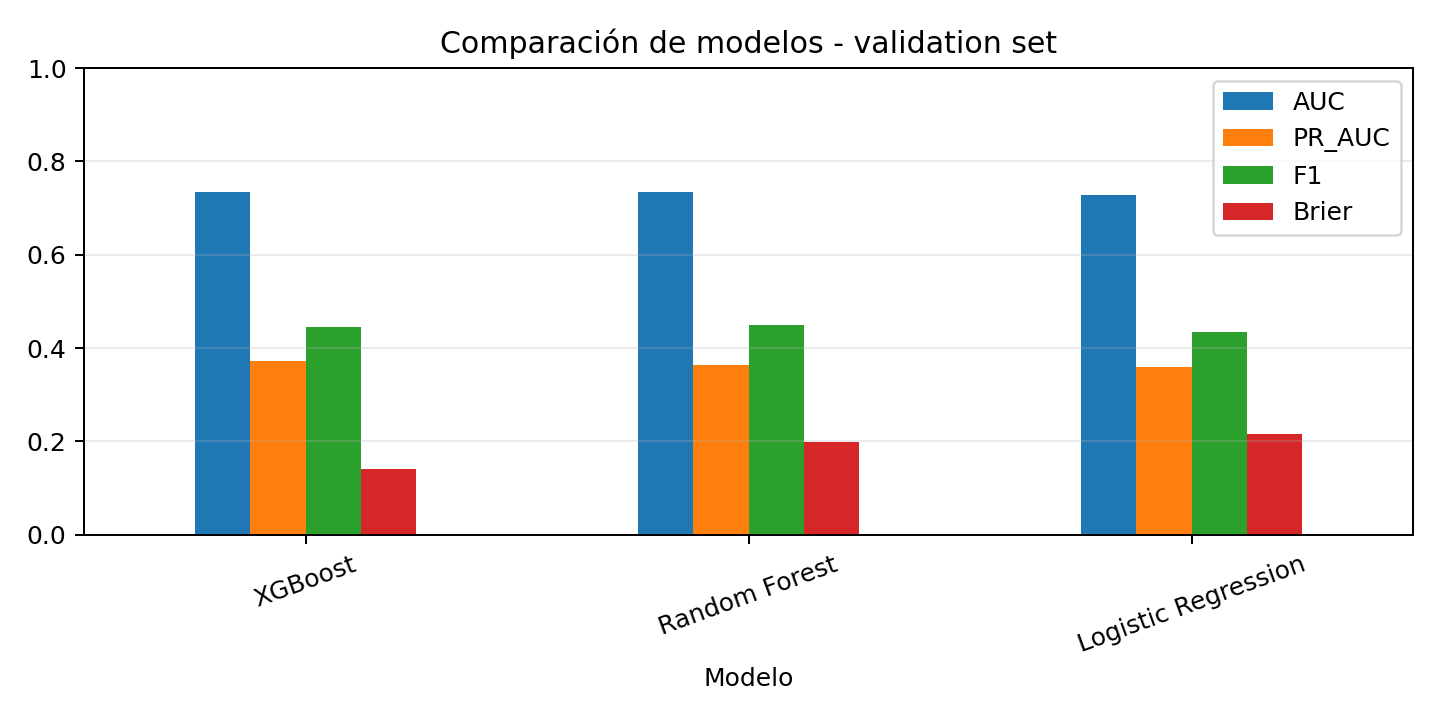 Comparación de modelos - validation set
1.0
0.8
0.6
0.4
0.2
0.0
AUC
PR_AUC
F1
Brier
XGBoost
Random Forest
Logistic Regression
Modelo